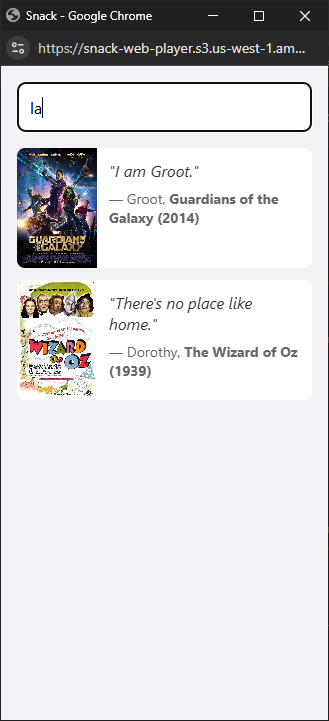 Snack - Google Chrome
https://snack-web-player.s3.us-west-1.am...
la
GUARDIANS
OF THE GALAXY
"I am Groot."
— Groot, Guardians of the
Galaxy (2014)
WIZARD
OF OZ
"There's no place like
home."
— Dorothy, The Wizard of Oz
(1939)